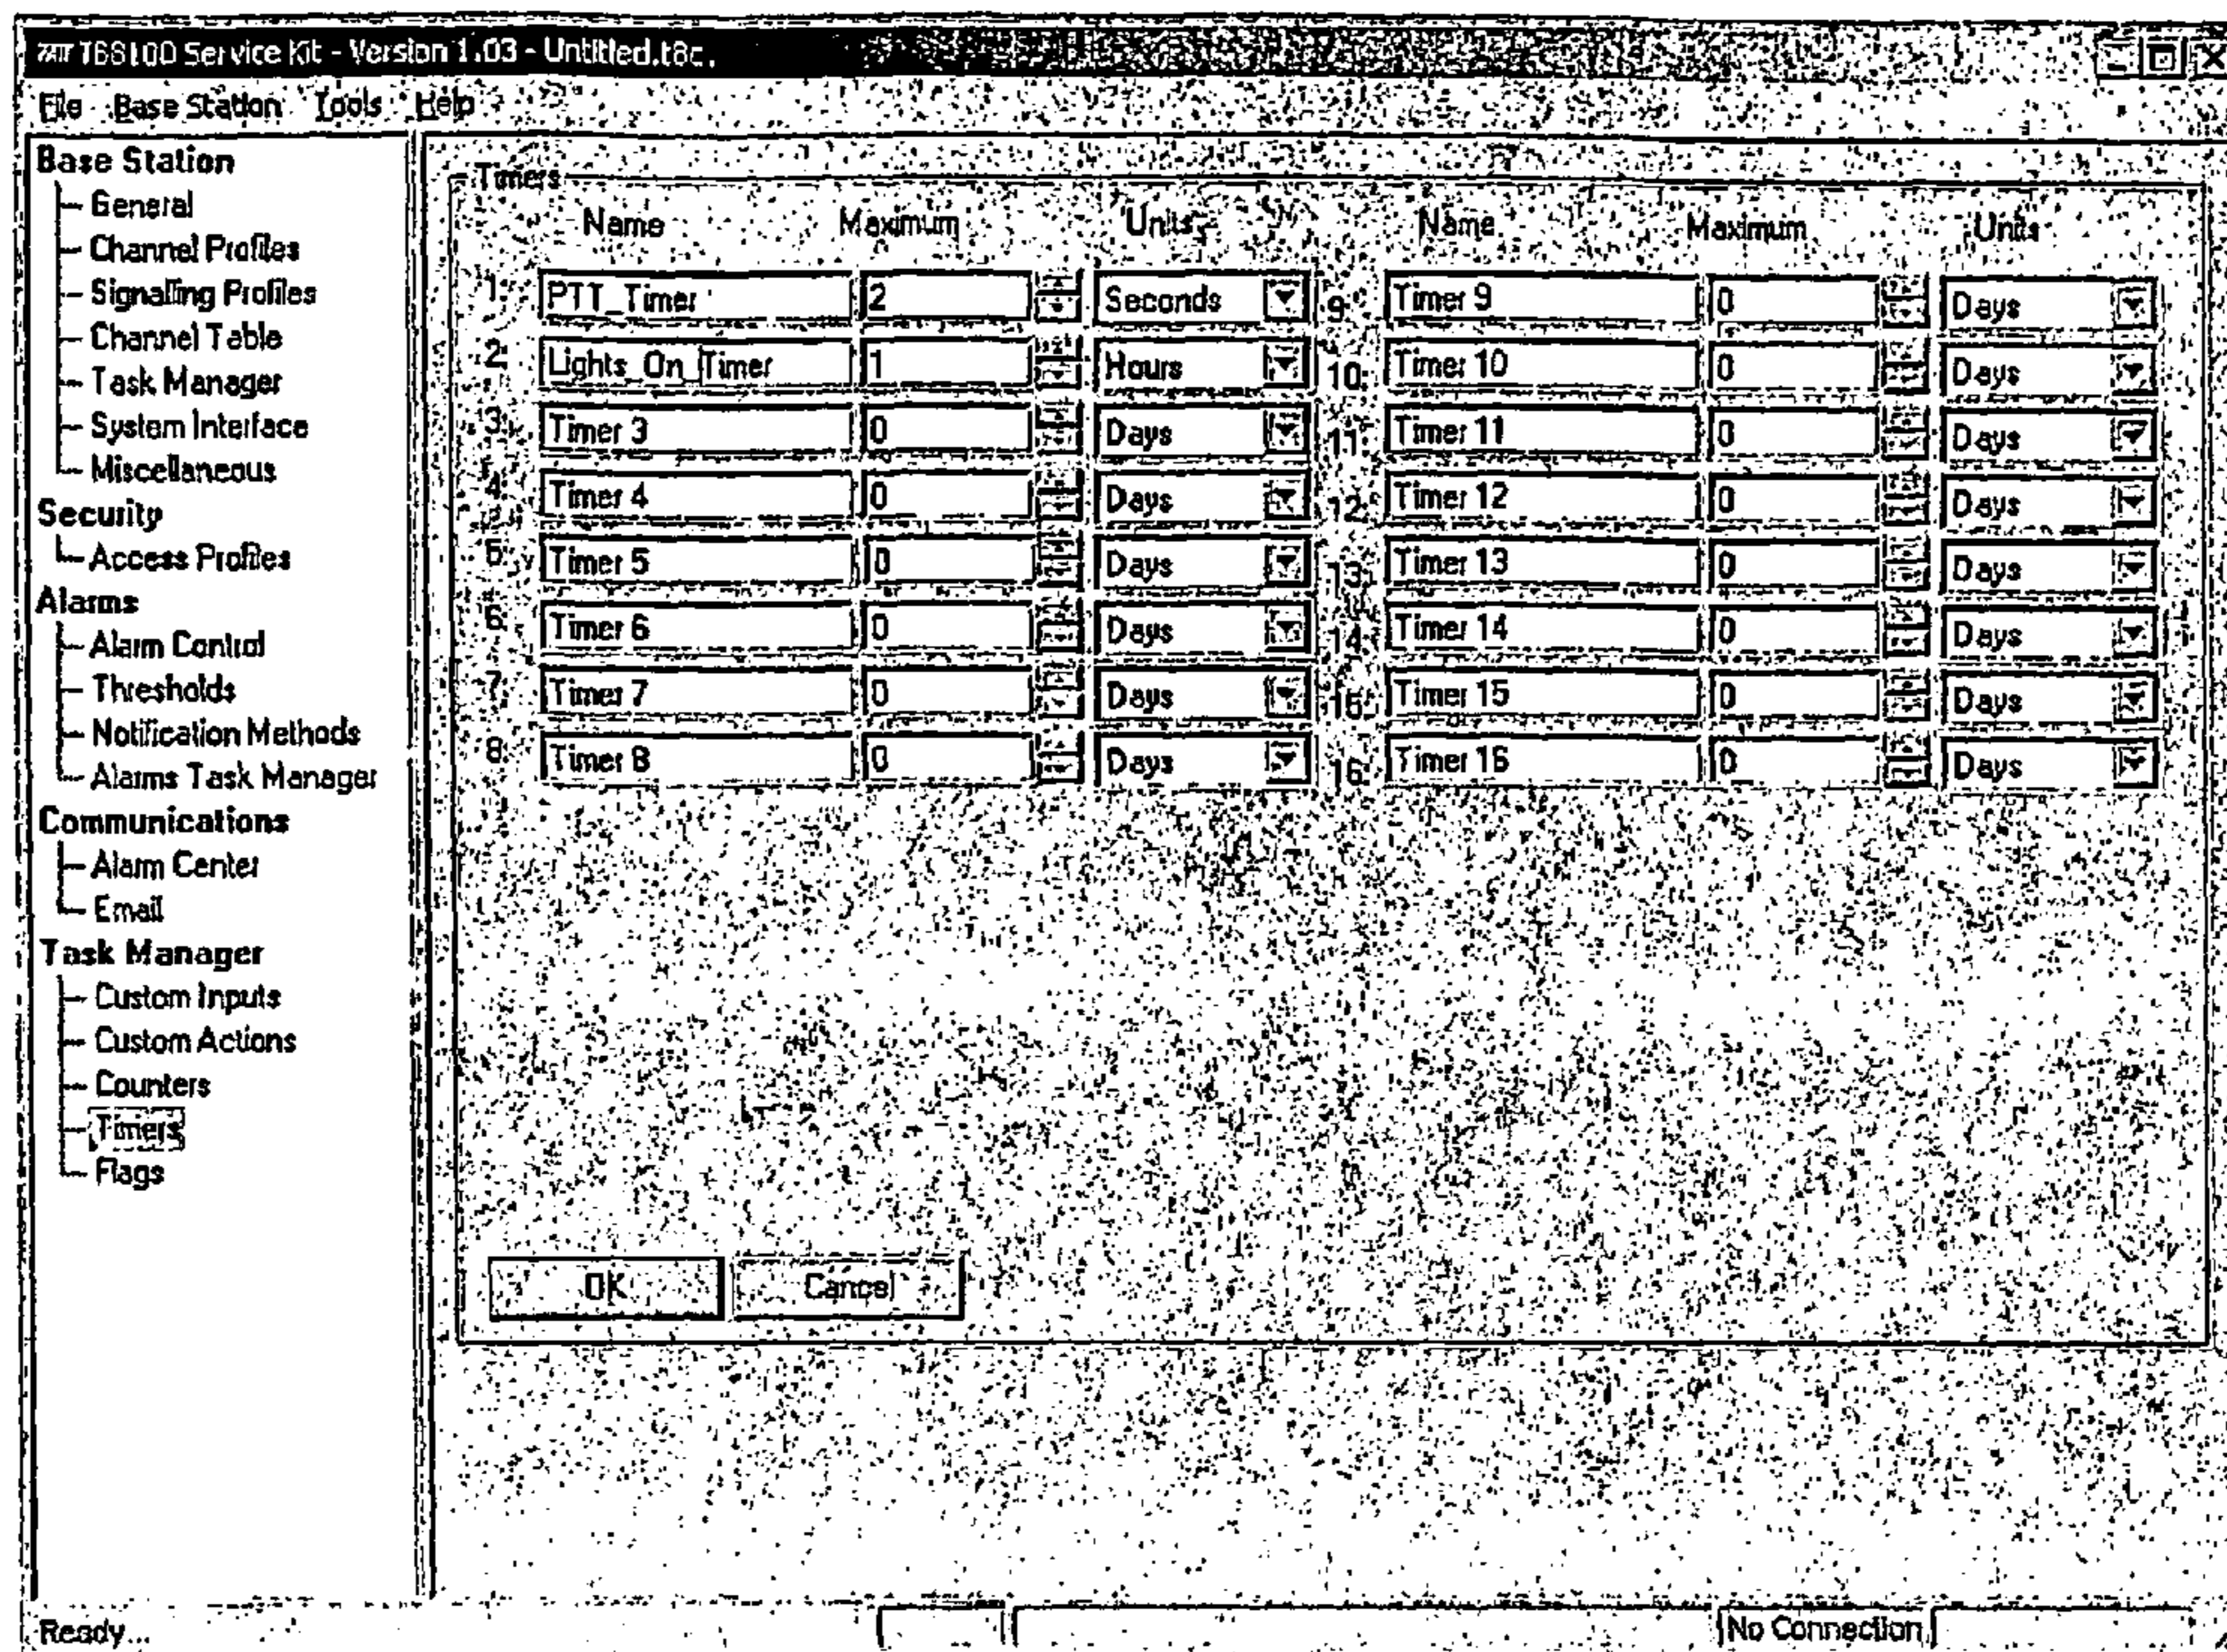 TAIT TB8100 Service Kit - Version 1.03 - Untitled.t8c.
File Base Station Tools Help
Base Station
General
Channel Profiles
Signalling Profiles
Channel Table
Task Manager
System Interface
Miscellaneous
Security
Access Profiles
Alarms
Alarm Control
Thresholds
Notification Methods
Alarms Task Manager
Communications
Alarm Center
Email
Task Manager
Custom Inputs
Custom Actions
Counters
Timers
Flags
Timers
Name Maximum Units Name Maximum Units
1: PTT_Timer 2 Seconds 9: Timer 9 0 Days
2: Lights_On_Timer 1 Hours 10: Timer 10 0 Days
3: Timer 3 0 Days 11: Timer 11 0 Days
4: Timer 4 0 Days 12: Timer 12 0 Days
5: Timer 5 0 Days 13: Timer 13 0 Days
6: Timer 6 0 Days 14: Timer 14 0 Days
7: Timer 7 0 Days 15: Timer 15 0 Days
8: Timer 8 0 Days 16: Timer 16 0 Days
OK Cancel
Ready... No Connection